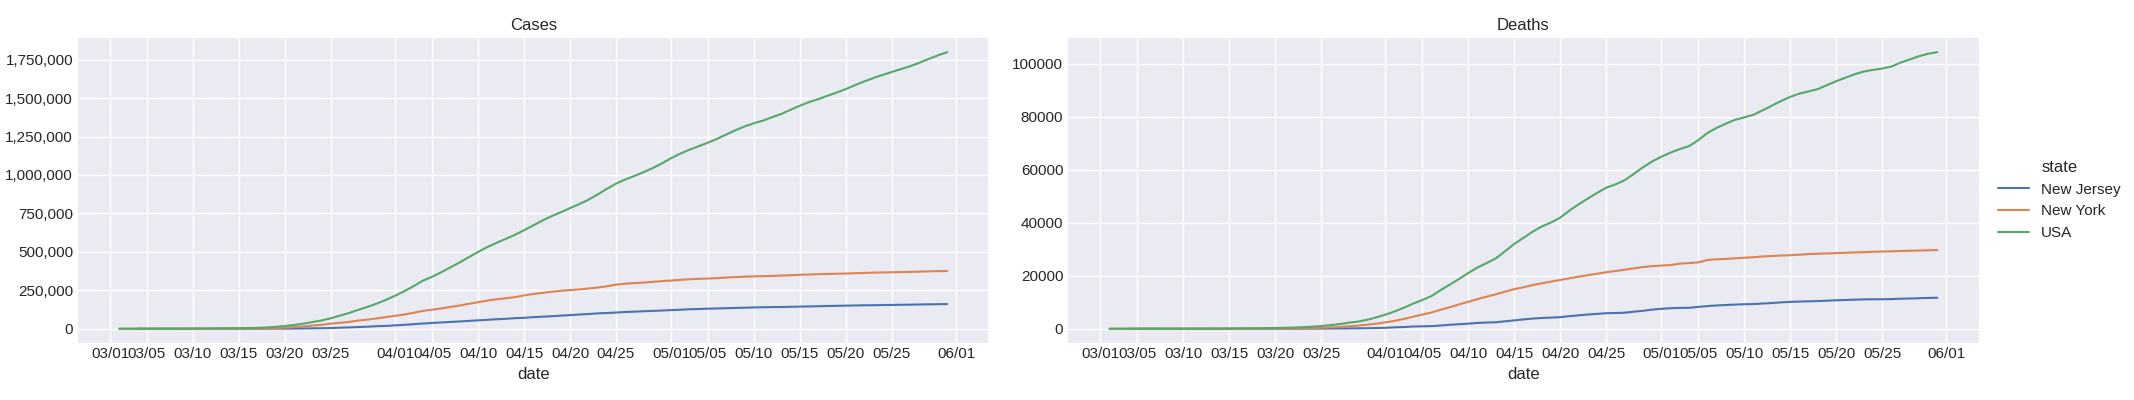 Cases
1,750,000
1,500,000
1,250,000
1,000,000
750,000
500,000
250,000
0
03/01 03/05 03/10 03/15 03/20 03/25 04/01 04/05 04/10 04/15 04/20 04/25 05/01 05/05 05/10 05/15 05/20 05/25 06/01
date
Deaths
100000
80000
60000
40000
20000
0
03/01 03/05 03/10 03/15 03/20 03/25 04/01 04/05 04/10 04/15 04/20 04/25 05/01 05/05 05/10 05/15 05/20 05/25 06/01
date
state
New Jersey
New York
USA